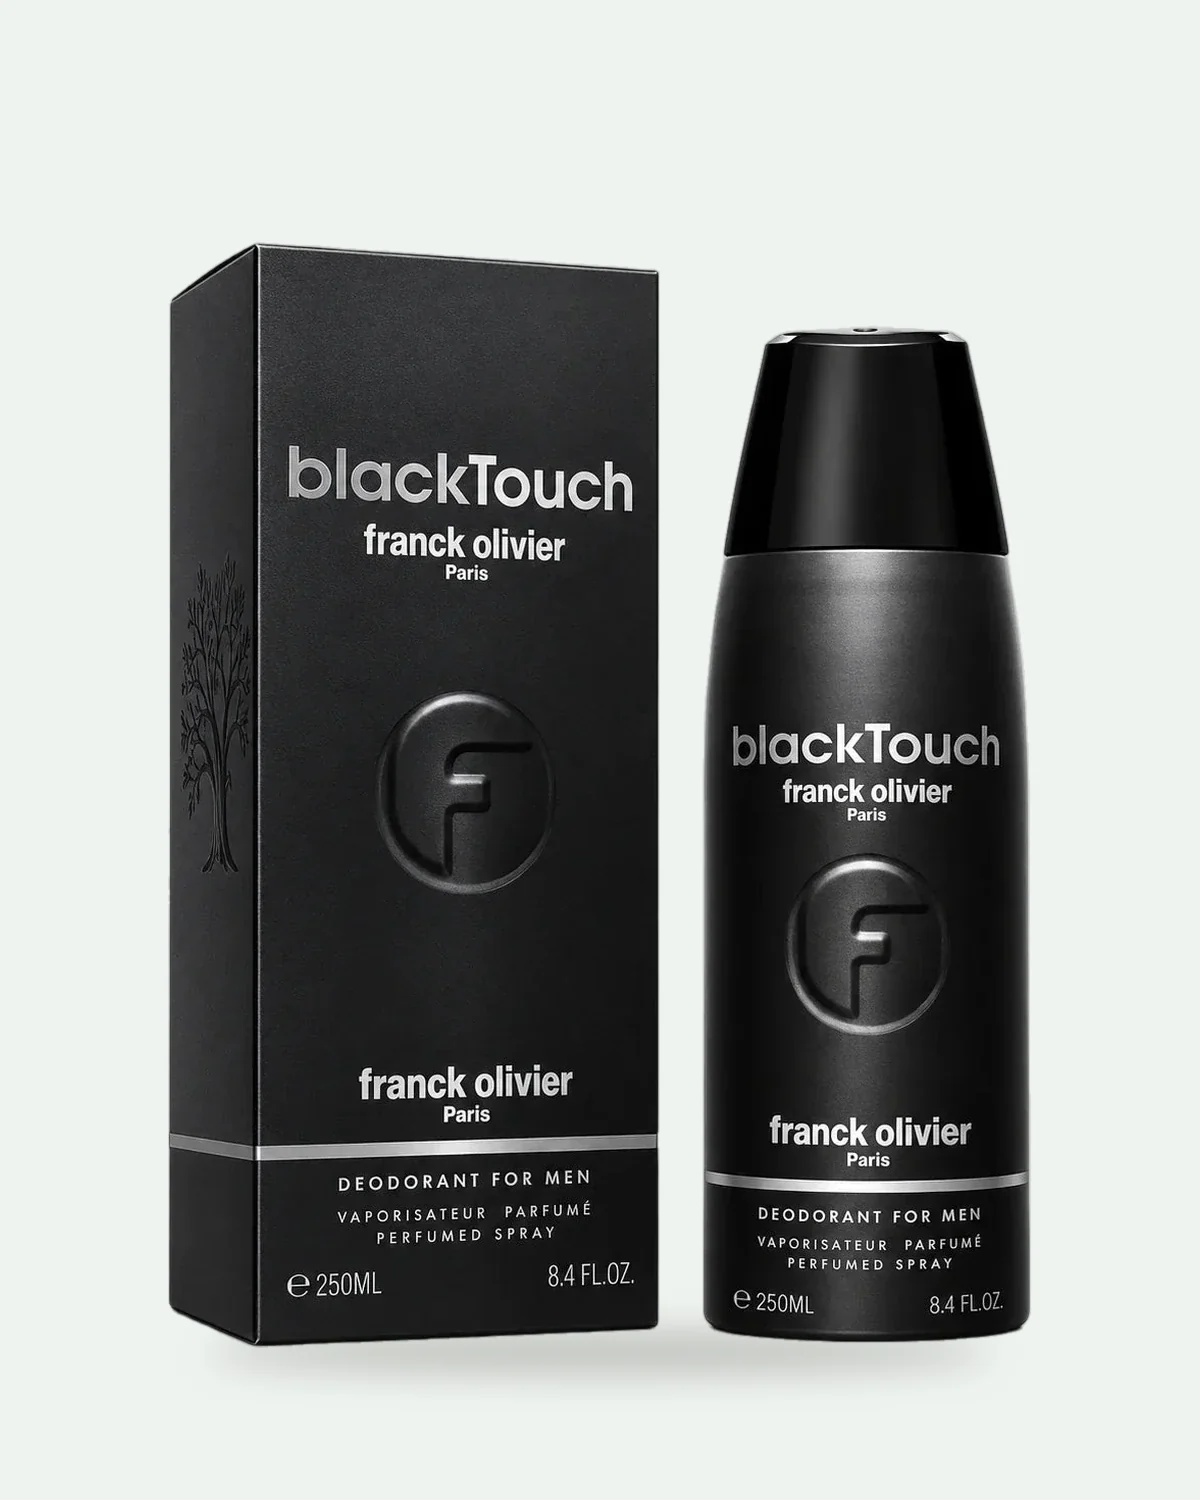 blackTouch
franck olivier
Paris
F
franck olivier
Paris
DEODORANT FOR MEN
VAPORISATEUR PARFUMÉ
PERFUMED SPRAY
℮ 250ML 8.4 FL.OZ.
blackTouch
franck olivier
Paris
F
franck olivier
Paris
DEODORANT FOR MEN
VAPORISATEUR PARFUMÉ
PERFUMED SPRAY
℮ 250ML 8.4 FL.OZ.